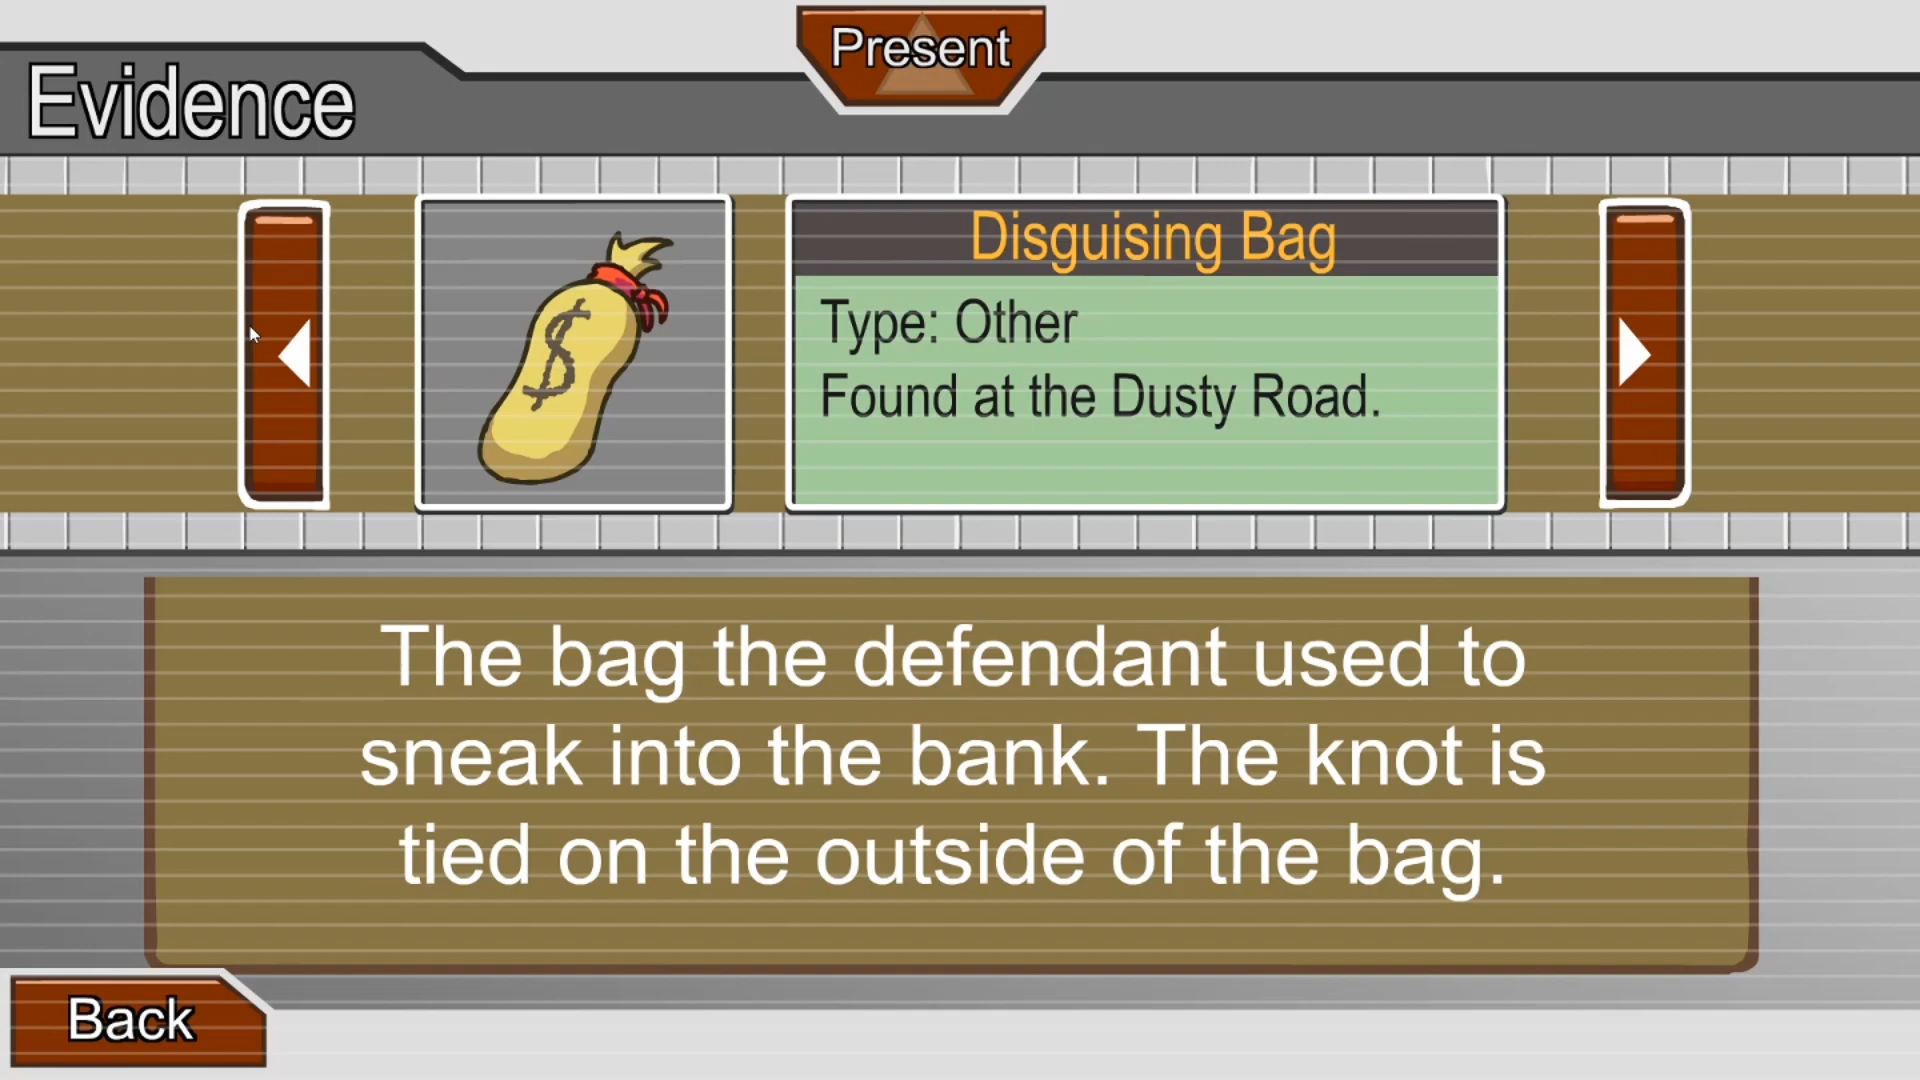 Present
Evidence
Disguising Bag
Type: Other
Found at the Dusty Road.
$
The bag the defendant used to
sneak into the bank. The knot is
tied on the outside of the bag.
Back